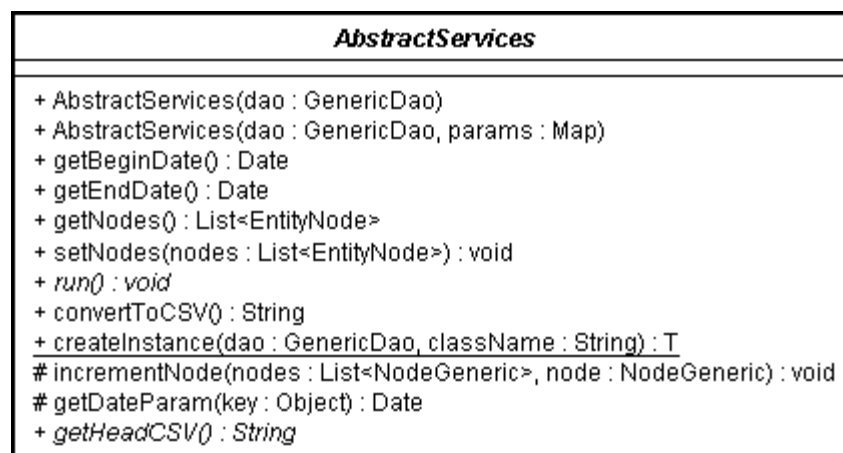 AbstractServices
+ AbstractServices(dao : GenericDao)
+ AbstractServices(dao : GenericDao, params : Map)
+ getBeginDate() : Date
+ getEndDate() : Date
+ getNodes() : List<EntityNode>
+ setNodes(nodes : List<EntityNode>) : void
+ run() : void
+ convertToCSV() : String
+ createInstance(dao : GenericDao, className : String) : T
# incrementNode(nodes : List<NodeGeneric>, node : NodeGeneric) : void
# getDateParam(key : Object) : Date
+ getHeadCSV() : String